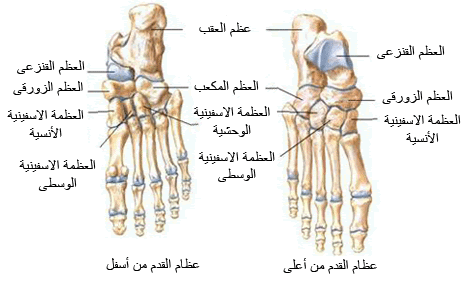 عظم العقب
العظم القنزعى
العظم الزورقى
العظمة الاسفينية
الأنسية
العظم المكعب
العظمة الاسفينية
الوحشية
العظمة الاسفينية
الوسطى
العظم القنزعى
العظم الزورقى
العظمة الاسفينية
الأنسية
العظمة الاسفينية
الوسطى
عظام القدم من أعلى
عظام القدم من أسفل